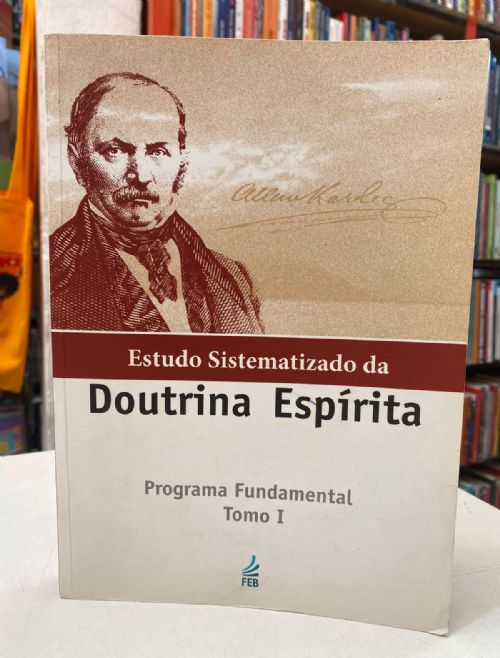 Allan Kardec
Estudo Sistematizado da
Doutrina Espírita
Programa Fundamental
Tomo I
FEB